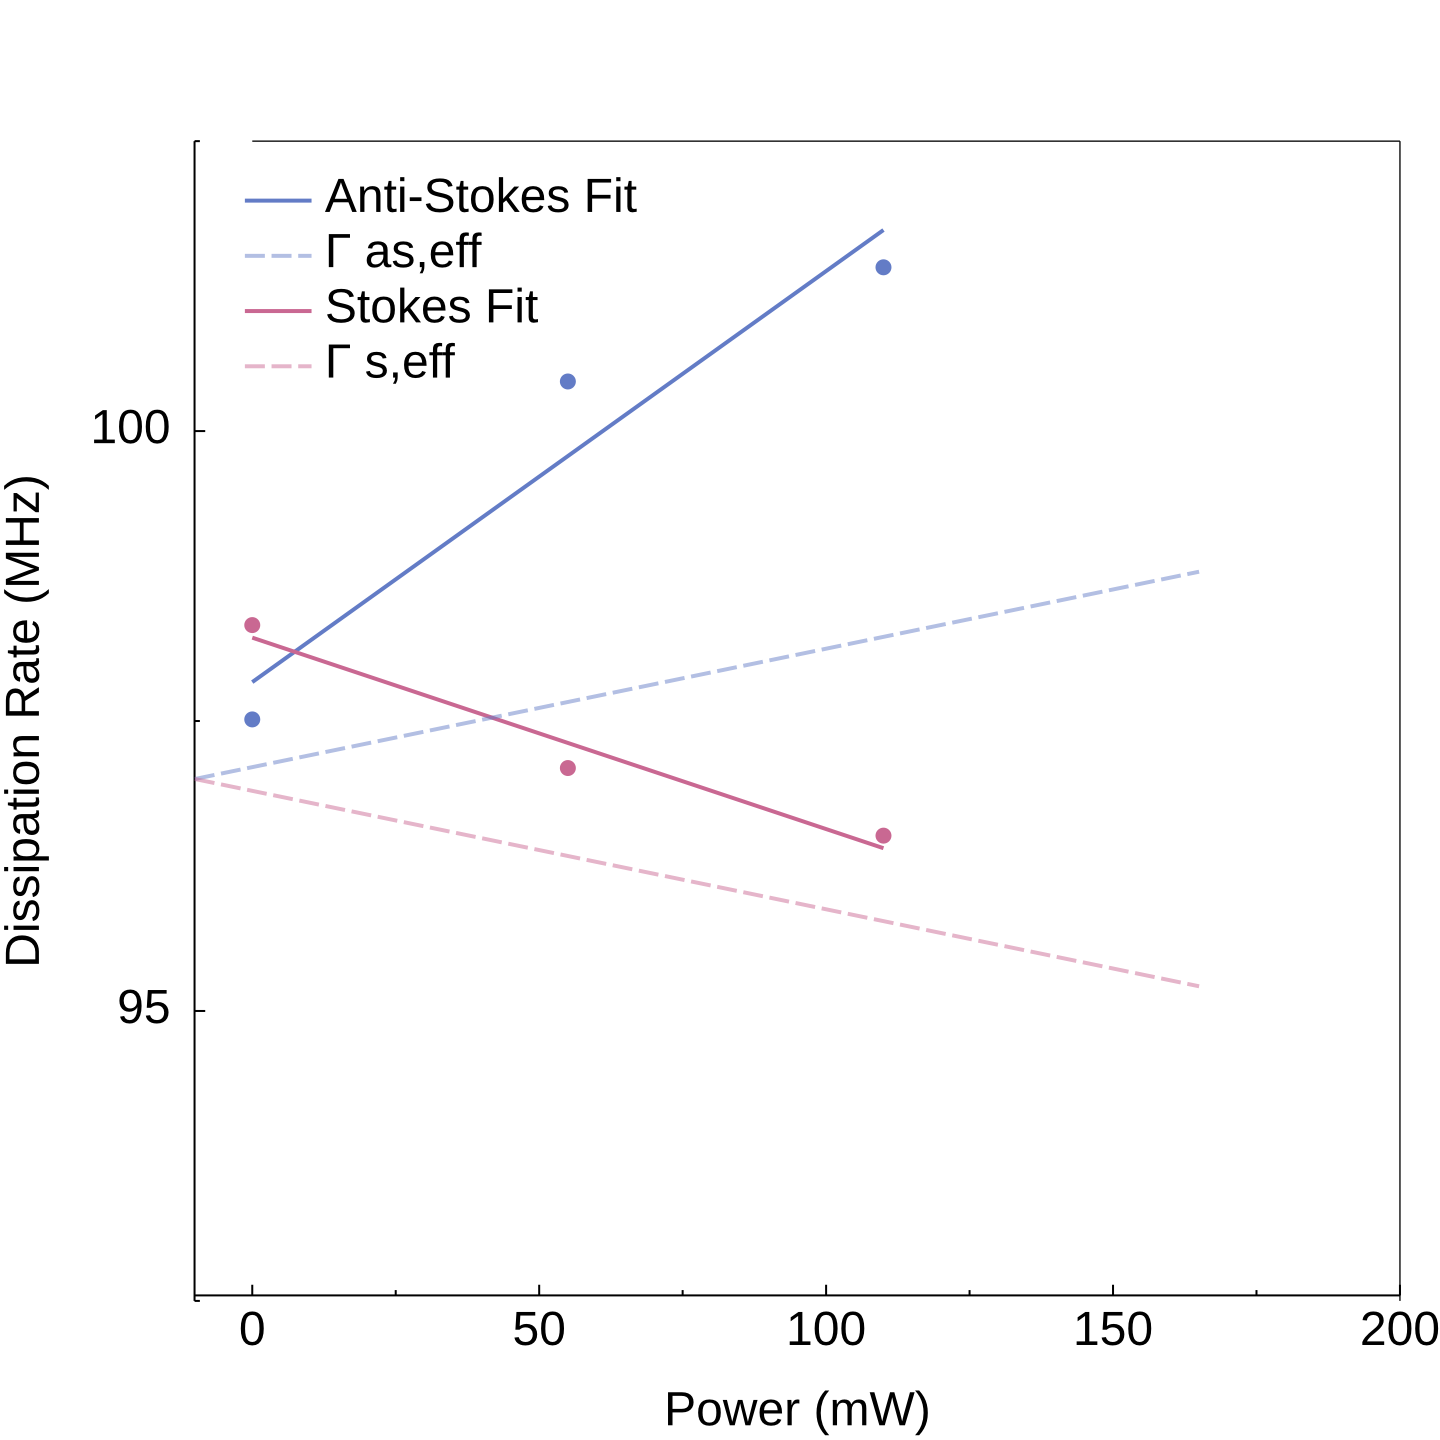 Anti-Stokes Fit
Γ as,eff
Stokes Fit
Γ s,eff
100
95
Dissipation Rate (MHz)
0 50 100 150 200
Power (mW)